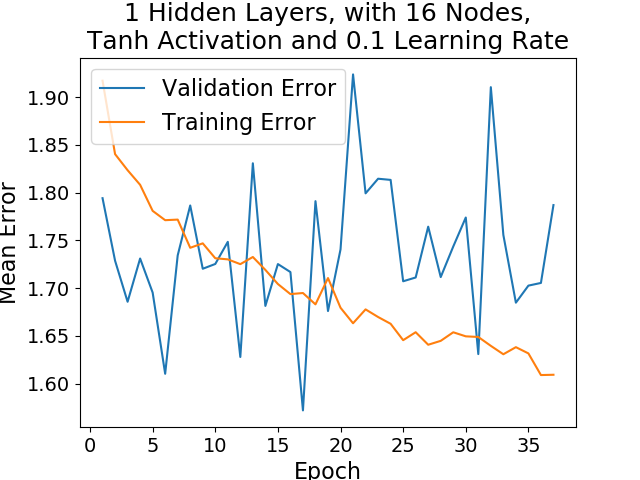 1 Hidden Layers, with 16 Nodes,
Tanh Activation and 0.1 Learning Rate
Validation Error
Training Error
Mean Error
1.90
1.85
1.80
1.75
1.70
1.65
1.60
0 5 10 15 20 25 30 35
Epoch